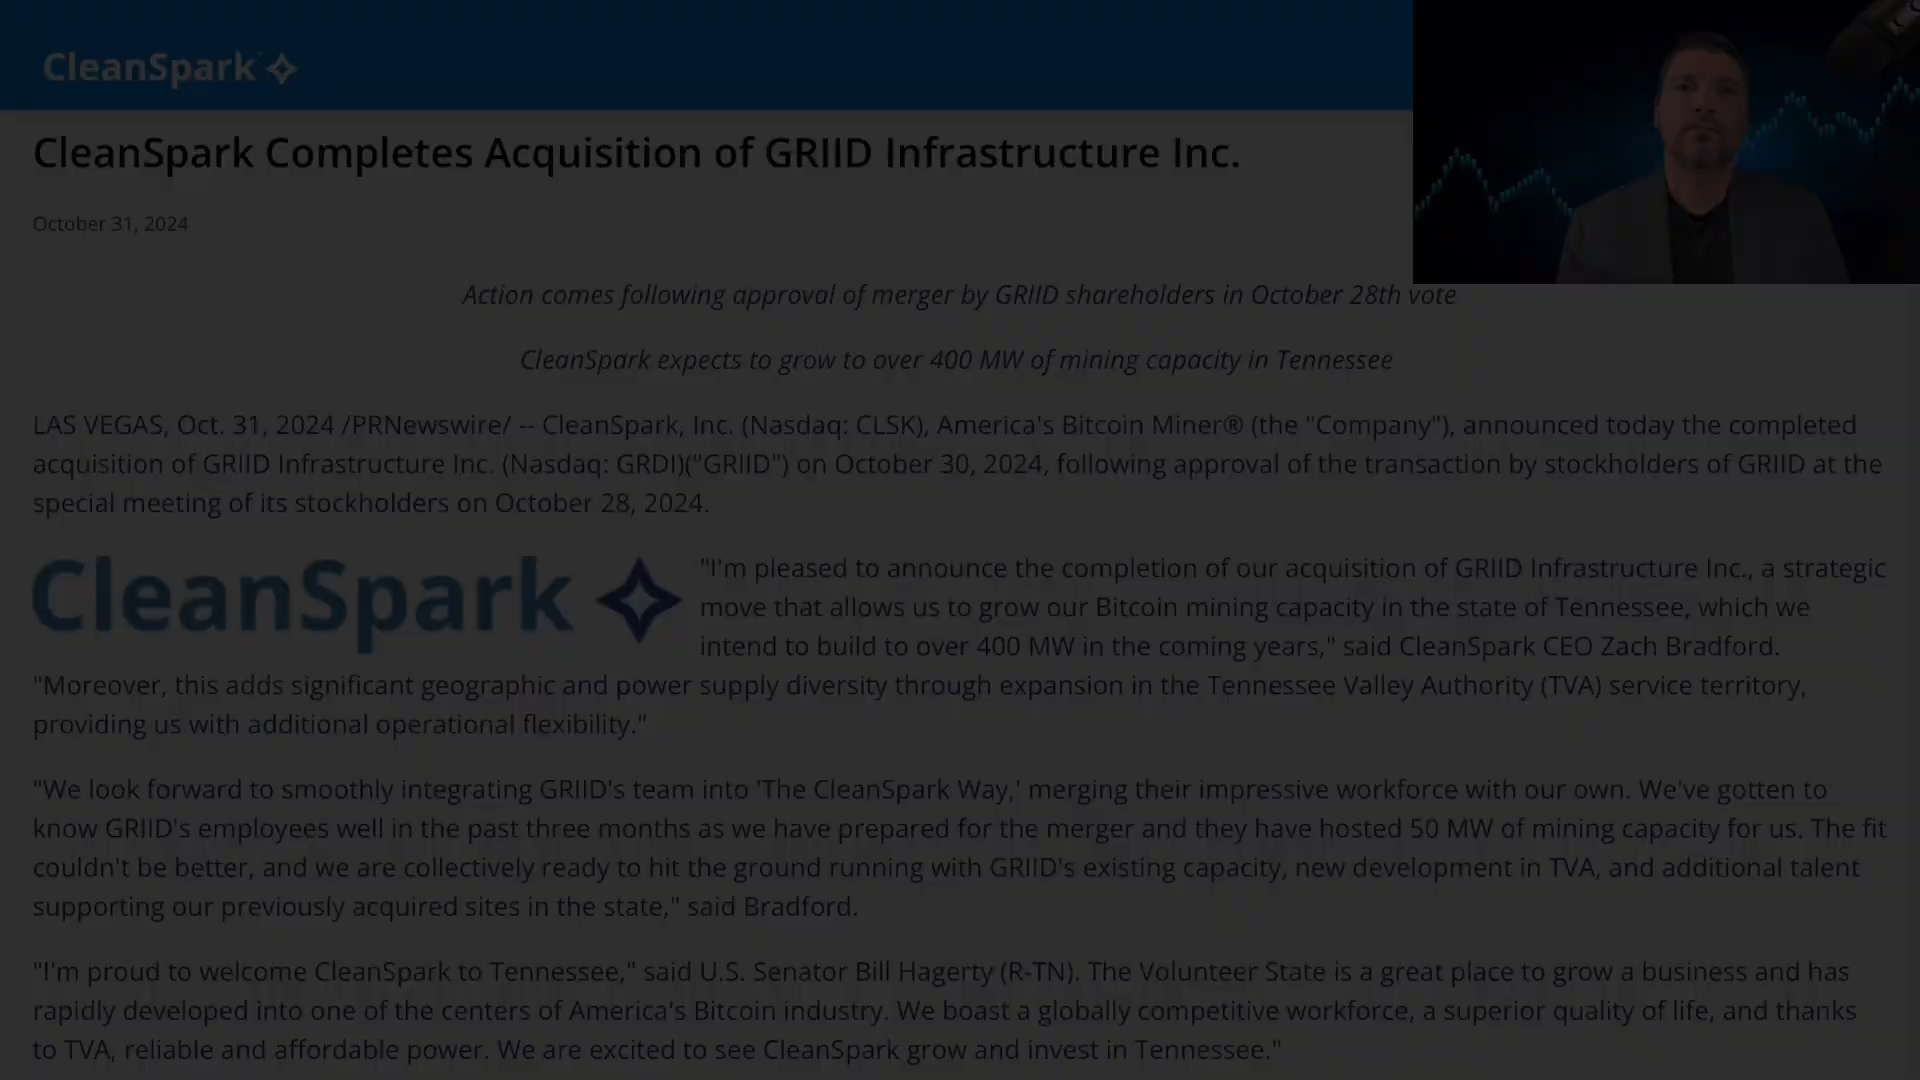 CleanSpark
CleanSpark Completes Acquisition of GRIID Infrastructure Inc.
October 31, 2024
Action comes following approval of merger by GRIID shareholders in October 28th vote
CleanSpark expects to grow to over 400 MW of mining capacity in Tennessee
LAS VEGAS, Oct. 31, 2024 /PRNewswire/ -- CleanSpark, Inc. (Nasdaq: CLSK), America's Bitcoin Miner® (the "Company"), announced today the completed
acquisition of GRIID Infrastructure Inc. (Nasdaq: GRDI)("GRIID") on October 30, 2024, following approval of the transaction by stockholders of GRIID at the
special meeting of its stockholders on October 28, 2024.
CleanSpark
"I'm pleased to announce the completion of our acquisition of GRIID Infrastructure Inc., a strategic
move that allows us to grow our Bitcoin mining capacity in the state of Tennessee, which we
intend to build to over 400 MW in the coming years," said CleanSpark CEO Zach Bradford.
"Moreover, this adds significant geographic and power supply diversity through expansion in the Tennessee Valley Authority (TVA) service territory,
providing us with additional operational flexibility."
"We look forward to smoothly integrating GRIID's team into 'The CleanSpark Way,' merging their impressive workforce with our own. We've gotten to
know GRIID's employees well in the past three months as we have prepared for the merger and they have hosted 50 MW of mining capacity for us. The fit
couldn't be better, and we are collectively ready to hit the ground running with GRIID's existing capacity, new development in TVA, and additional talent
supporting our previously acquired sites in the state," said Bradford.
"I'm proud to welcome CleanSpark to Tennessee," said U.S. Senator Bill Hagerty (R-TN). The Volunteer State is a great place to grow a business and has
rapidly developed into one of the centers of America's Bitcoin industry. We boast a globally competitive workforce, a superior quality of life, and thanks
to TVA, reliable and affordable power. We are excited to see CleanSpark grow and invest in Tennessee."